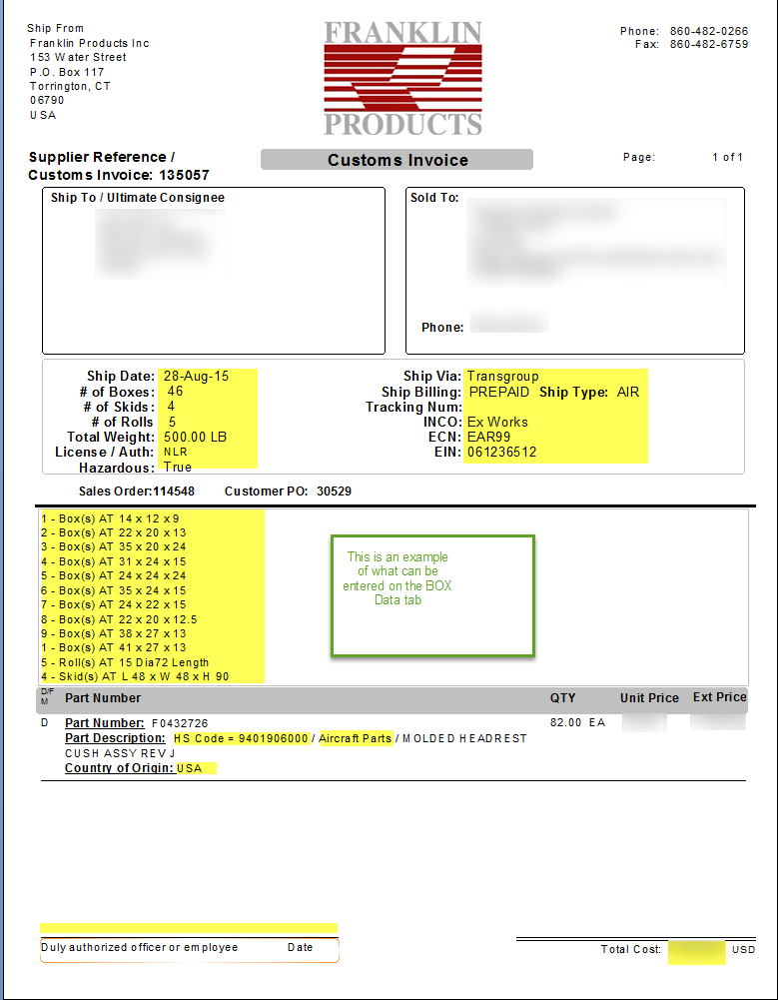 Ship From
Franklin Products Inc
153 Water Street
P.O. Box 117
Torrington, CT
06790
USA
FRANKLIN
PRODUCTS
Phone: 860-482-0266
Fax: 860-482-6759
Supplier Reference /
Customs Invoice: 135057
Customs Invoice
Page: 1 of 1
Ship To / Ultimate Consignee
Sold To:
Phone:
Ship Date: 28-Aug-15
# of Boxes: 46
# of Skids : 4
# of Rolls 5
Total Weight: 500.00 LB
License / Auth: NLR
Hazardous: True
Ship Via: Transgroup
Ship Billing: PREPAID Ship Type: AIR
Tracking Num:
INCO: Ex Works
ECN: EAR99
EIN: 061236512
Sales Order:114548 Customer PO: 30529
1 - Box(s) AT 14 x 12 x 9
2 - Box(s) AT 22 x 20 x 13
3 - Box(s) AT 35 x 20 x 24
4 - Box(s) AT 31 x 24 x 15
5 - Box(s) AT 24 x 24 x 24
6 - Box(s) AT 35 x 24 x 15
7 - Box(s) AT 24 x 22 x 15
8 - Box(s) AT 22 x 20 x 12.5
9 - Box(s) AT 38 x 27 x 13
1 - Box(s) AT 41 x 27 x 13
5 - Roll(s) AT 15 Dia72 Length
4 - Skid(s) AT L 48 x W 48 x H 90
This is an example
of what can be
entered on the BOX
Data tab
D/F
M
Part Number QTY Unit Price Ext Price
D Part Number: F0432726 82.00 EA
Part Description: HS Code = 9401906000 / Aircraft Parts / MOLDED HEADREST
CUSH ASSY REV J
Country of Origin: USA
Duly authorized officer or employee Date
Total Cost: USD